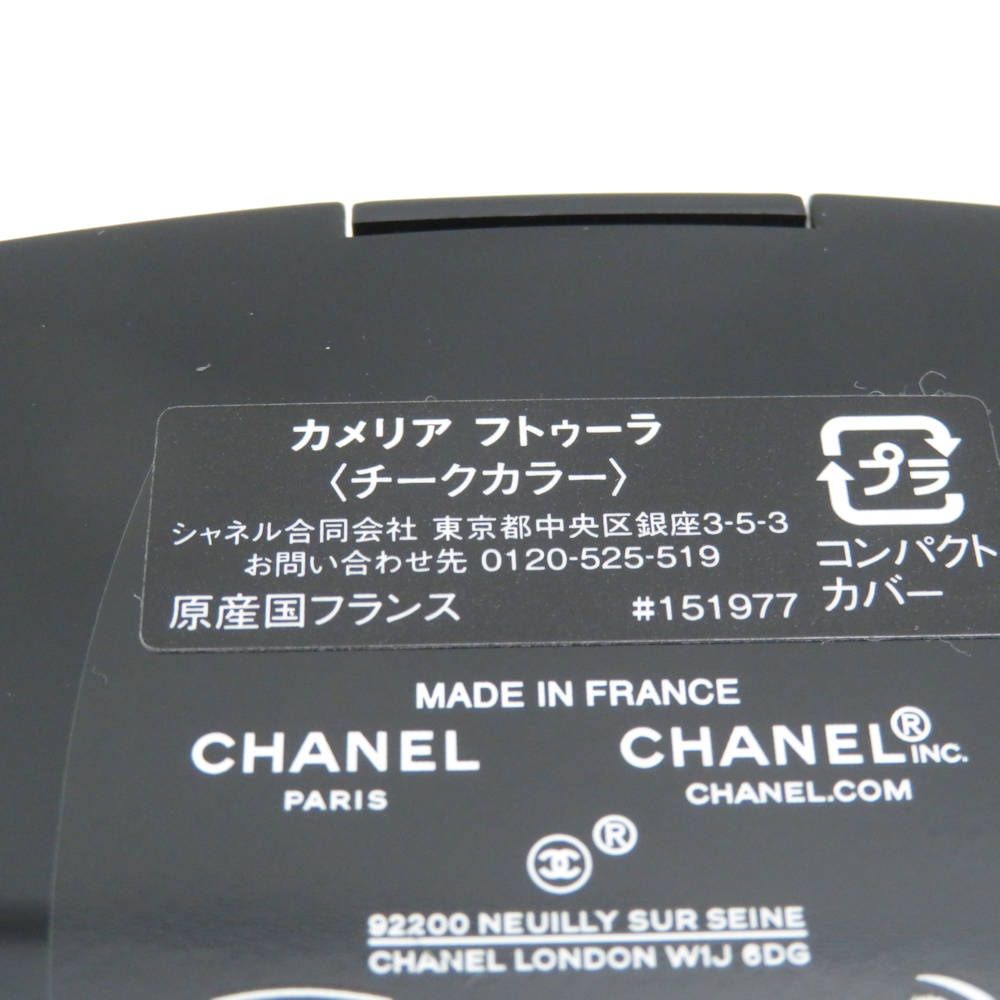 カメリア フトゥーラ
〈チークカラー〉
シャネル合同会社 東京都中央区銀座3-5-3
お問い合わせ先 0120-525-519
原産国フランス #151977
プラ
コンパクト
カバー
MADE IN FRANCE
CHANEL
PARIS
CHANEL® INC.
CHANEL.COM
®
92200 NEUILLY SUR SEINE
CHANEL LONDON W1J 6DG